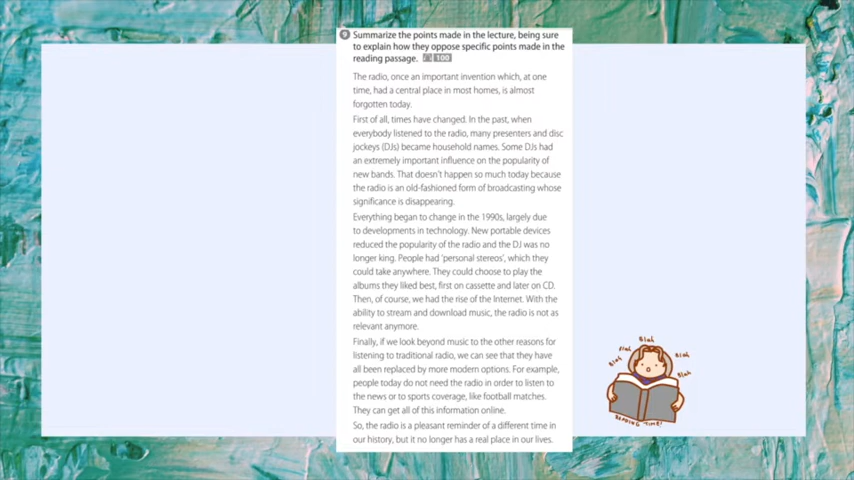 9 Summarize the points made in the lecture, being sure
to explain how they oppose specific points made in the
reading passage. 100
The radio, once an important invention which, at one
time, had a central place in most homes, is almost
forgotten today.
First of all, times have changed. In the past, when
everybody listened to the radio, many presenters and disc
jockeys (DJs) became household names. Some DJs had
an extremely important influence on the popularity of
new bands. That doesn't happen so much today because
the radio is an old-fashioned form of broadcasting whose
significance is disappearing.
Everything began to change in the 1990s, largely due
to developments in technology. New portable devices
reduced the popularity of the radio and the DJ was no
longer king. People had 'personal stereos', which they
could take anywhere. They could choose to play the
albums they liked best, first on cassette and later on CD.
Then, of course, we had the rise of the Internet. With the
ability to stream and download music, the radio is not as
relevant anymore.
Finally, if we look beyond music to the other reasons for
listening to traditional radio, we can see that they have
all been replaced by more modern options. For example,
people today do not need the radio in order to listen to
the news or to sports coverage, like football matches.
They can get all of this information online.
So, the radio is a pleasant reminder of a different time in
our history, but it no longer has a real place in our lives.
Blah
Blah
Blah
Blah
Blah
READING TIME!